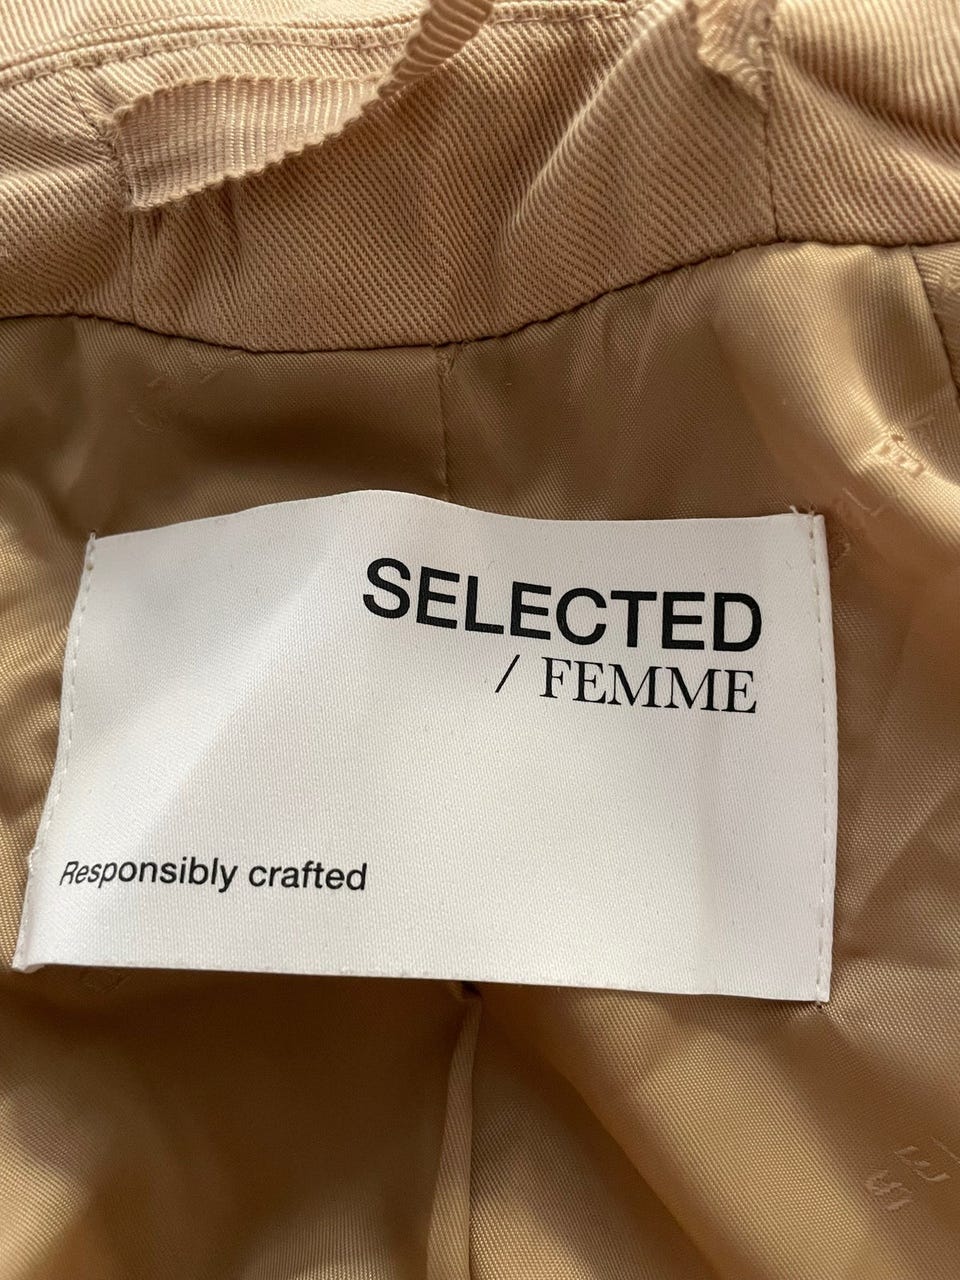 SELECTED
/ FEMME
Responsibly crafted